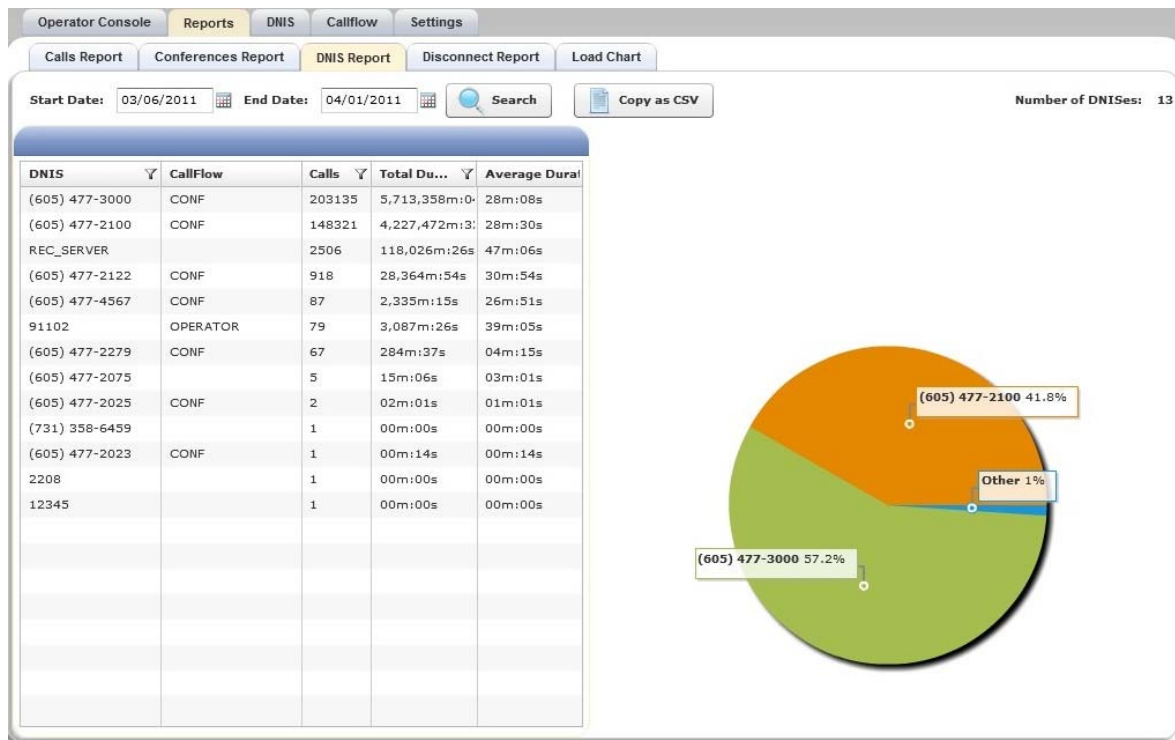 Operator Console Reports DNIS Callflow Settings
Calls Report Conferences Report DNIS Report Disconnect Report Load Chart
Start Date: 03/06/2011 End Date: 04/01/2011 Search Copy as CSV Number of DNISes: 13
DNIS CallFlow Calls Total Du... Average Durat
(605) 477-3000 CONF 203135 5,713,358m:0 28m:08s
(605) 477-2100 CONF 148321 4,227,472m:3 28m:30s
REC_SERVER 2506 118,026m:26s 47m:06s
(605) 477-2122 CONF 918 28,364m:54s 30m:54s
(605) 477-4567 CONF 87 2,335m:15s 26m:51s
91102 OPERATOR 79 3,087m:26s 39m:05s
(605) 477-2279 CONF 67 284m:37s 04m:15s
(605) 477-2075 5 15m:06s 03m:01s
(605) 477-2025 CONF 2 02m:01s 01m:01s
(731) 358-6459 1 00m:00s 00m:00s
(605) 477-2023 CONF 1 00m:14s 00m:14s
2208 1 00m:00s 00m:00s
12345 1 00m:00s 00m:00s
(605) 477-2100 41.8%
Other 1%
(605) 477-3000 57.2%